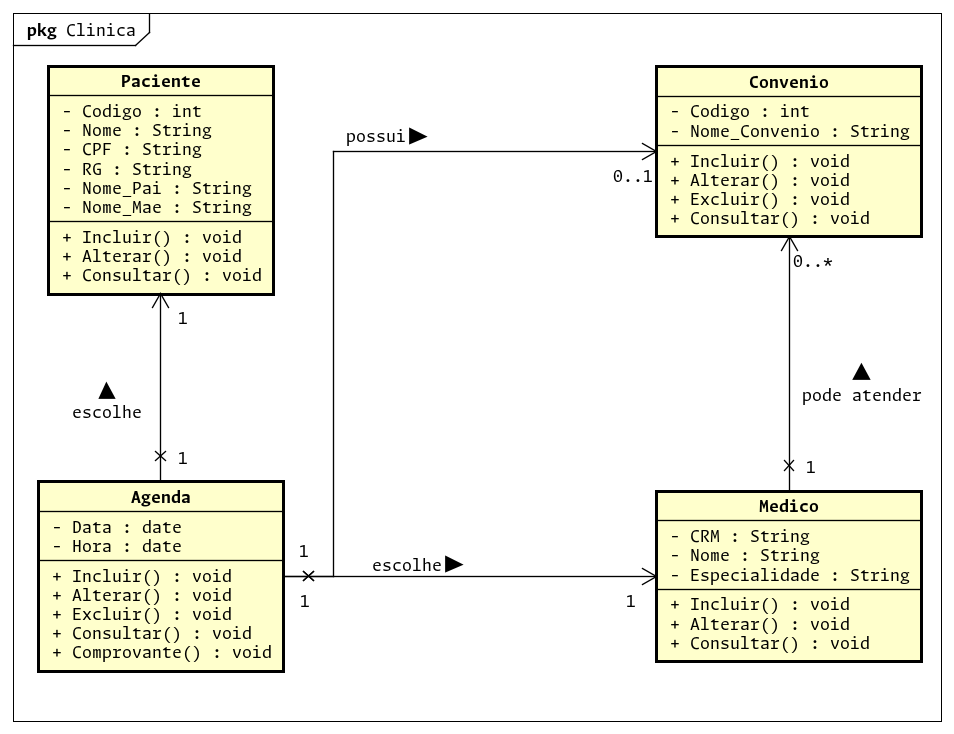 pkg Clinica
Paciente
- Codigo : int
- Nome : String
- CPF : String
- RG : String
- Nome_Pai : String
- Nome_Mae : String
+ Incluir() : void
+ Alterar() : void
+ Consultar() : void
possui
0..1
Convenio
- Codigo : int
- Nome_Convenio : String
+ Incluir() : void
+ Alterar() : void
+ Excluir() : void
+ Consultar() : void
0..*
1
escolhe
1
pode atender
1
Agenda
- Data : date
- Hora : date
+ Incluir() : void
+ Alterar() : void
+ Excluir() : void
+ Consultar() : void
+ Comprovante() : void
1
1
escolhe
1
Medico
- CRM : String
- Nome : String
- Especialidade : String
+ Incluir() : void
+ Alterar() : void
+ Consultar() : void